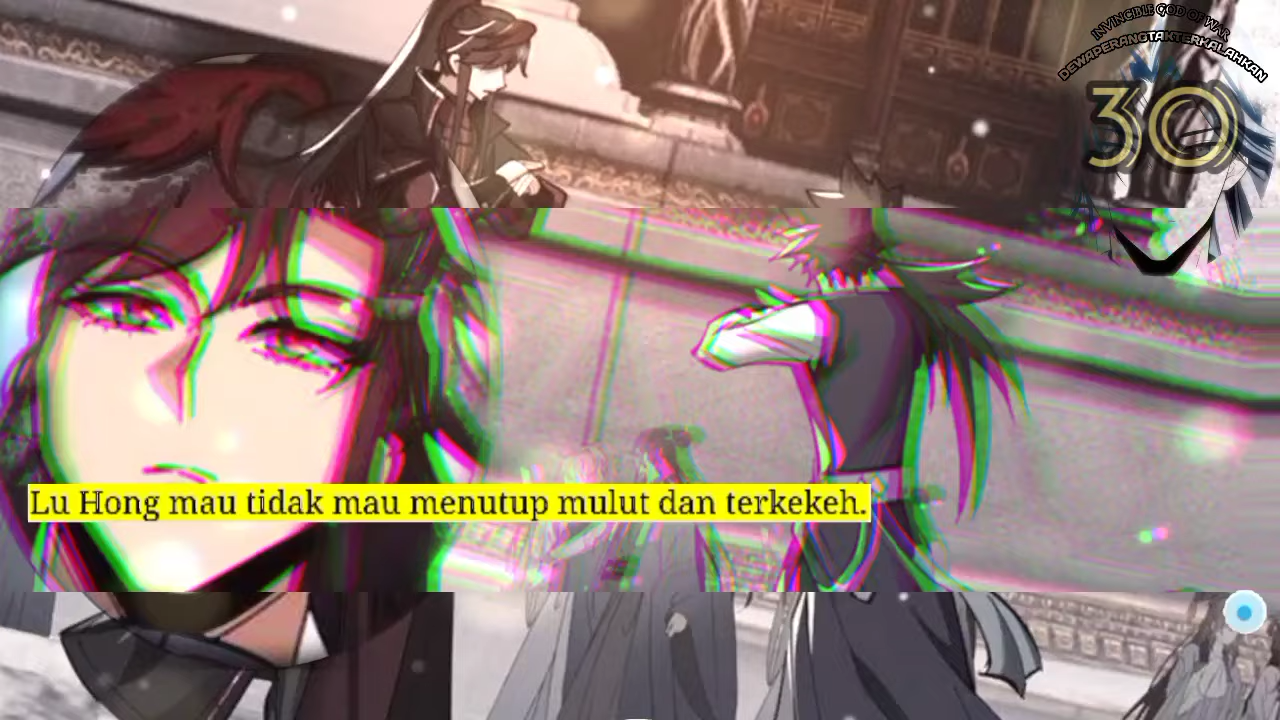 INVINCIBLE GOD OF WAR
DEWAPERANGTAKTERKALAHKAN
30
Lu Hong mau tidak mau menutup mulut dan terkekeh.